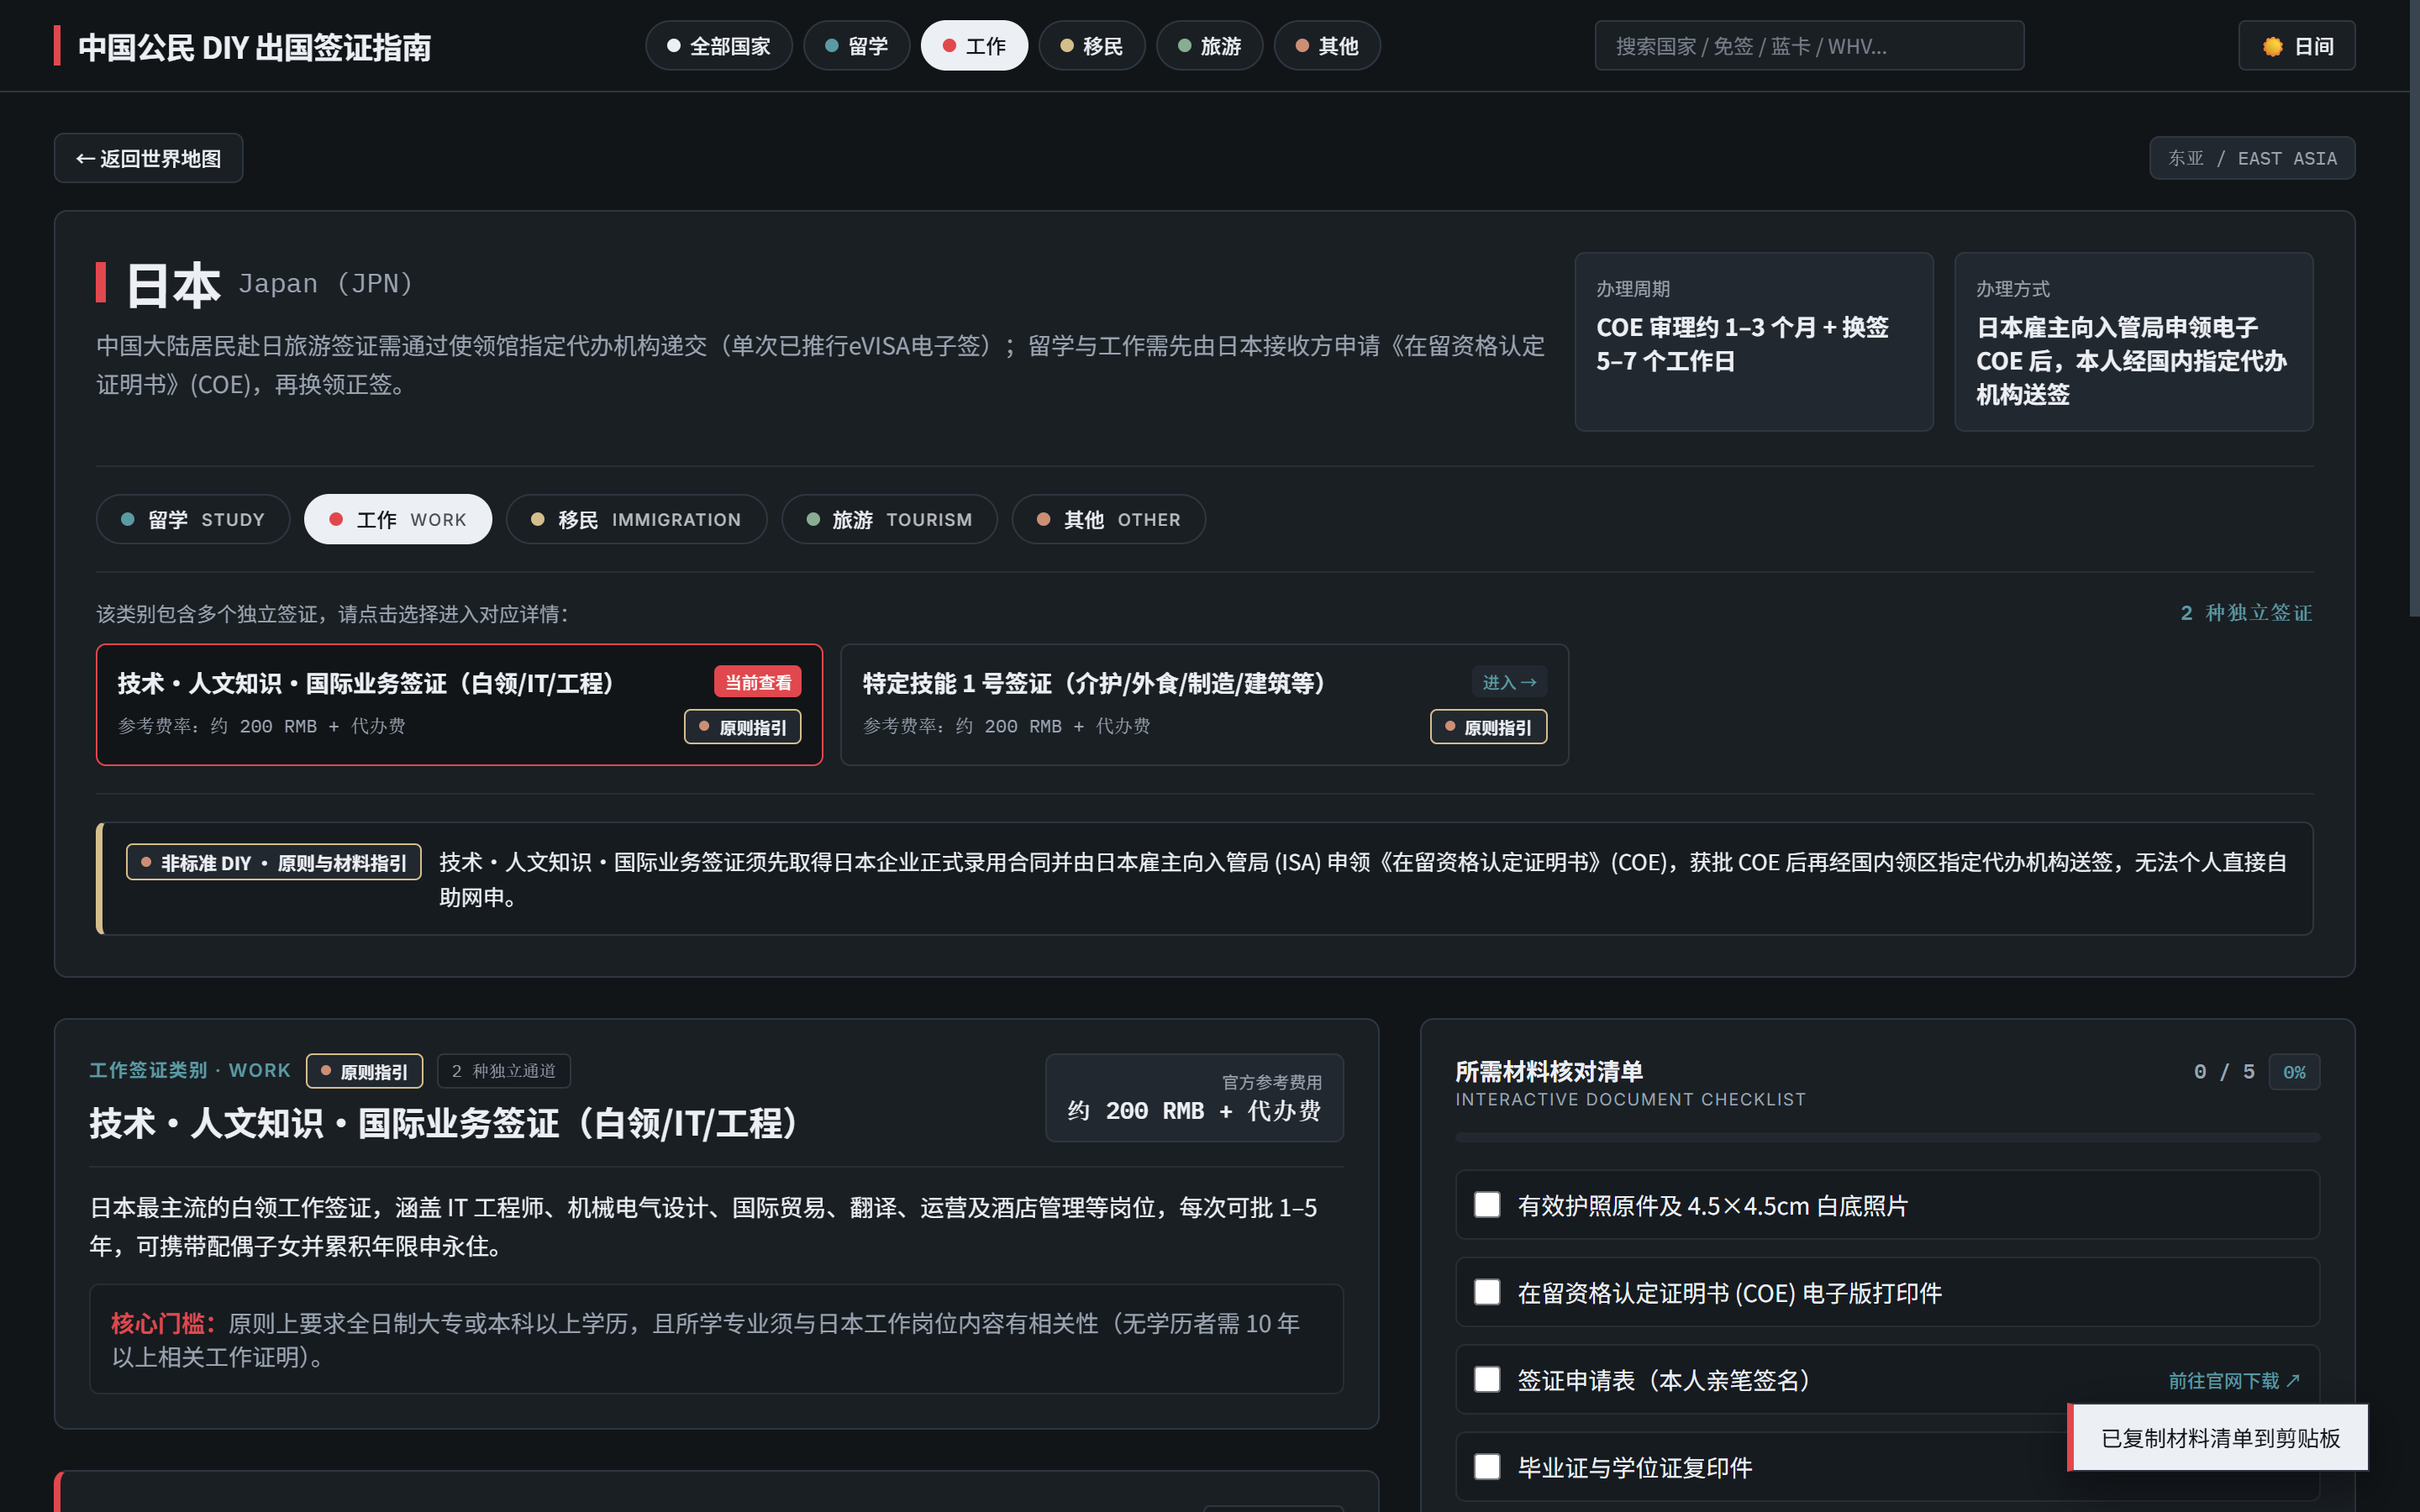 中国公民 DIY 出国签证指南
全部国家
留学
工作
移民
旅游
其他
搜索国家 / 免签 / 蓝卡 / WHV...
日间
← 返回世界地图
东亚 / EAST ASIA
日本 Japan (JPN)
中国大陆居民赴日旅游签证需通过使领馆指定代办机构递交（单次已推行eVISA电子签）；留学与工作需先由日本接收方申请《在留资格认定
证明书》(COE)，再换领正签。
办理周期
COE 审理约 1–3 个月 + 换签
5–7 个工作日
办理方式
日本雇主向入管局申领电子
COE 后，本人经国内指定代办
机构送签
留学 STUDY
工作 WORK
移民 IMMIGRATION
旅游 TOURISM
其他 OTHER
该类别包含多个独立签证，请点击选择进入对应详情：
2 种独立签证
技术・人文知识・国际业务签证（白领/IT/工程）
当前查看
参考费率：约 200 RMB + 代办费
原则指引
特定技能 1 号签证（介护/外食/制造/建筑等）
进入 →
参考费率：约 200 RMB + 代办费
原则指引
非标准 DIY · 原则与材料指引
技术・人文知识・国际业务签证须先取得日本企业正式录用合同并由日本雇主向入管局 (ISA) 申领《在留资格认定证明书》(COE)，获批 COE 后再经国内领区指定代办机构送签，无法个人直接自
助网申。
工作签证类别 · WORK
原则指引
2 种独立通道
技术・人文知识・国际业务签证（白领/IT/工程）
官方参考费用
约 200 RMB + 代办费
日本最主流的白领工作签证，涵盖 IT 工程师、机械电气设计、国际贸易、翻译、运营及酒店管理等岗位，每次可批 1–5
年，可携带配偶子女并累积年限申永住。
核心门槛：原则上要求全日制大专或本科以上学历，且所学专业须与日本工作岗位内容有相关性（无学历者需 10 年
以上相关工作证明）。
所需材料核对清单
INTERACTIVE DOCUMENT CHECKLIST
0 / 5
0%
有效护照原件及 4.5×4.5cm 白底照片
在留资格认定证明书 (COE) 电子版打印件
签证申请表（本人亲笔签名）
前往官网下载 ↗
毕业证与学位证复印件
已复制材料清单到剪贴板